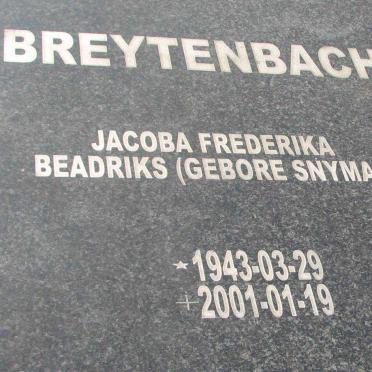 BREYTENBACH
JACOBA FREDERIKA
BEADRIKS (GEBORE SNYMA
* 1943-03-29
+ 2001-01-19